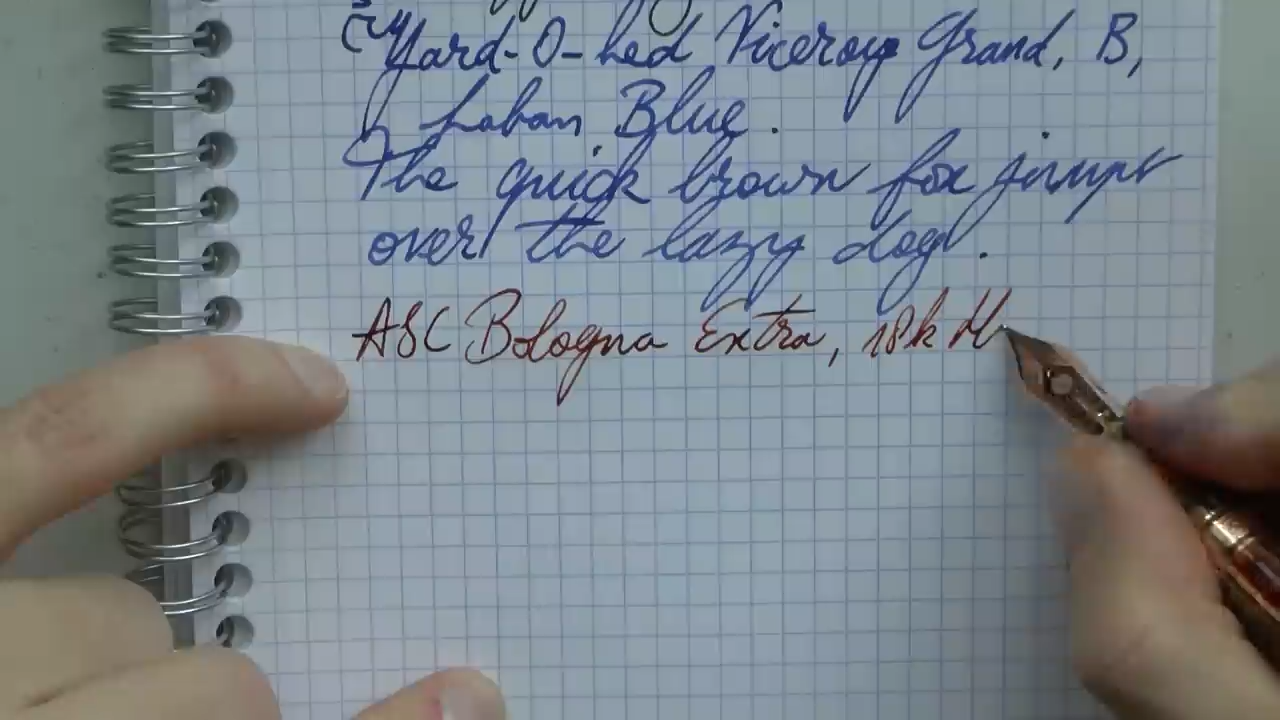 Yard-O-Led Viceroy Grand, B,
Laban Blue.
The quick brown fox jumps
over the lazy dog.
ASC Bologna Extra, 18k M